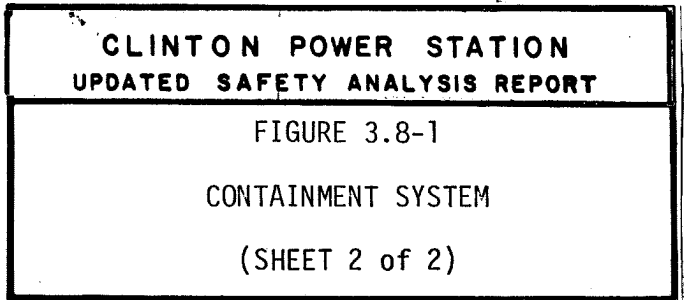 CLINTON POWER STATION
UPDATED SAFETY ANALYSIS REPORT
FIGURE 3.8-1
CONTAINMENT SYSTEM
(SHEET 2 of 2)